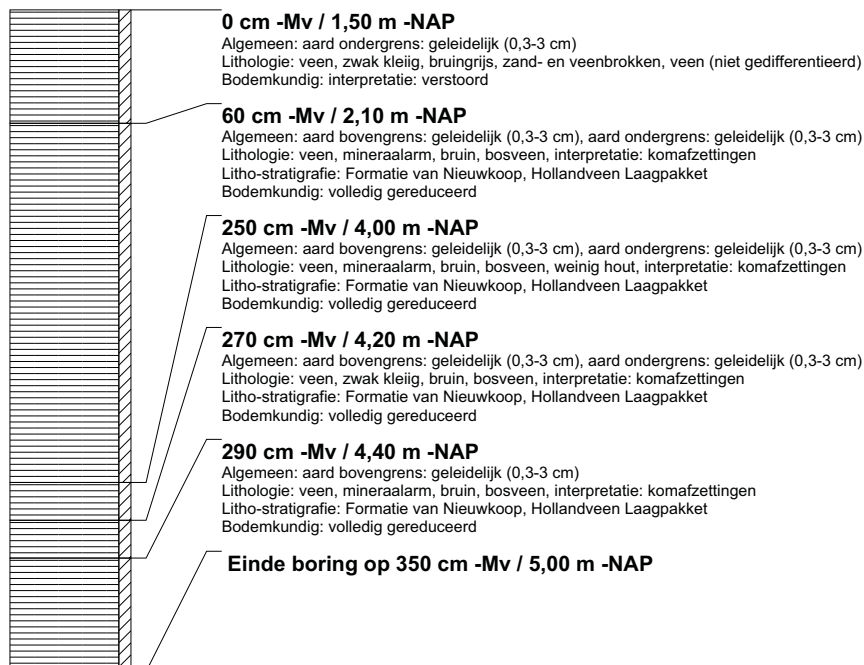 0 cm -Mv / 1,50 m -NAP
Algemeen: aard ondergrens: geleidelijk (0,3-3 cm)
Lithologie: veen, zwak kleiig, bruingrijs, zand- en veenbrokken, veen (niet gedifferentieerd)
Bodemkundig: interpretatie: verstoord
60 cm -Mv / 2,10 m -NAP
Algemeen: aard bovengrens: geleidelijk (0,3-3 cm), aard ondergrens: geleidelijk (0,3-3 cm)
Lithologie: veen, mineraalarm, bruin, bosveen, interpretatie: komafzettingen
Litho-stratigrafie: Formatie van Nieuwkoop, Hollandveen Laagpakket
Bodemkundig: volledig gereduceerd
250 cm -Mv / 4,00 m -NAP
Algemeen: aard bovengrens: geleidelijk (0,3-3 cm), aard ondergrens: geleidelijk (0,3-3 cm)
Lithologie: veen, mineraalarm, bruin, bosveen, weinig hout, interpretatie: komafzettingen
Litho-stratigrafie: Formatie van Nieuwkoop, Hollandveen Laagpakket
Bodemkundig: volledig gereduceerd
270 cm -Mv / 4,20 m -NAP
Algemeen: aard bovengrens: geleidelijk (0,3-3 cm), aard ondergrens: geleidelijk (0,3-3 cm)
Lithologie: veen, zwak kleiig, bruin, bosveen, interpretatie: komafzettingen
Litho-stratigrafie: Formatie van Nieuwkoop, Hollandveen Laagpakket
Bodemkundig: volledig gereduceerd
290 cm -Mv / 4,40 m -NAP
Algemeen: aard bovengrens: geleidelijk (0,3-3 cm)
Lithologie: veen, mineraalarm, bruin, bosveen, interpretatie: komafzettingen
Litho-stratigrafie: Formatie van Nieuwkoop, Hollandveen Laagpakket
Bodemkundig: volledig gereduceerd
Einde boring op 350 cm -Mv / 5,00 m -NAP